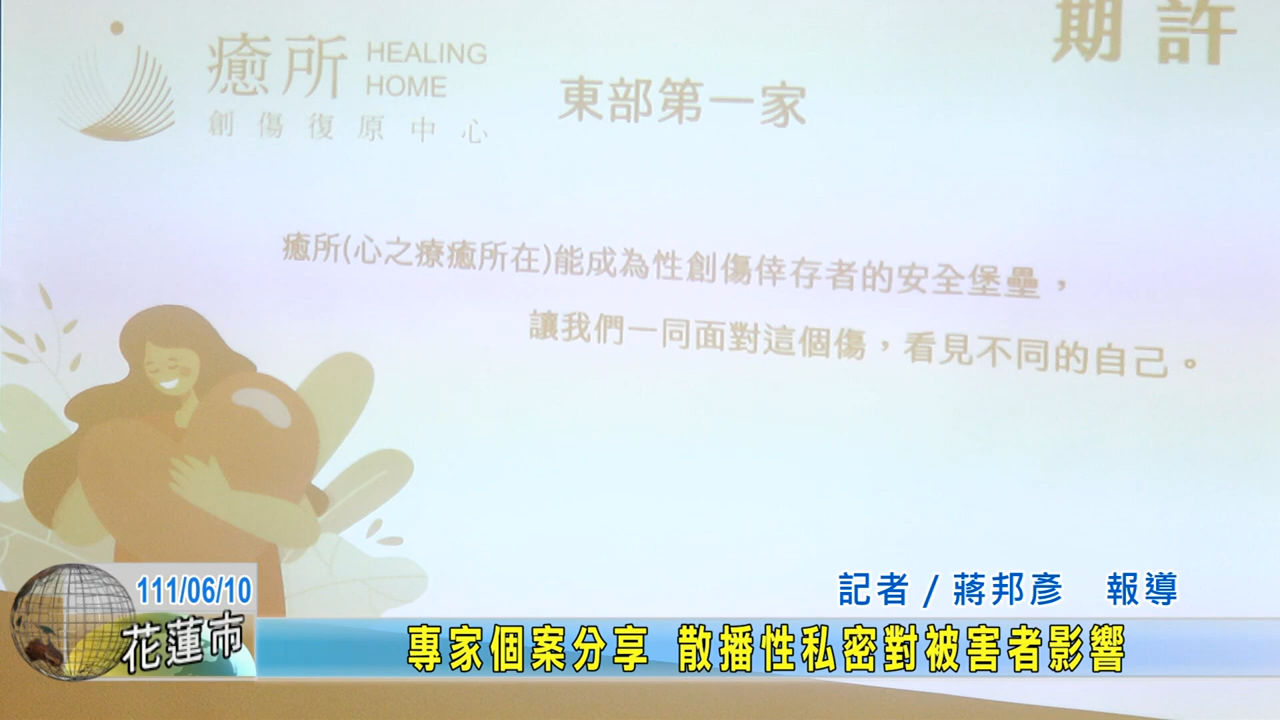 期許
癒所 HEALING HOME
創傷復原中心
東部第一家
癒所(心之療癒所在)能成為性創傷倖存者的安全堡壘，
讓我們一同面對這個傷，看見不同的自己。
111/06/10
花蓮市
記者/蔣邦彥 報導
專家個案分享 散播性私密對被害者影響